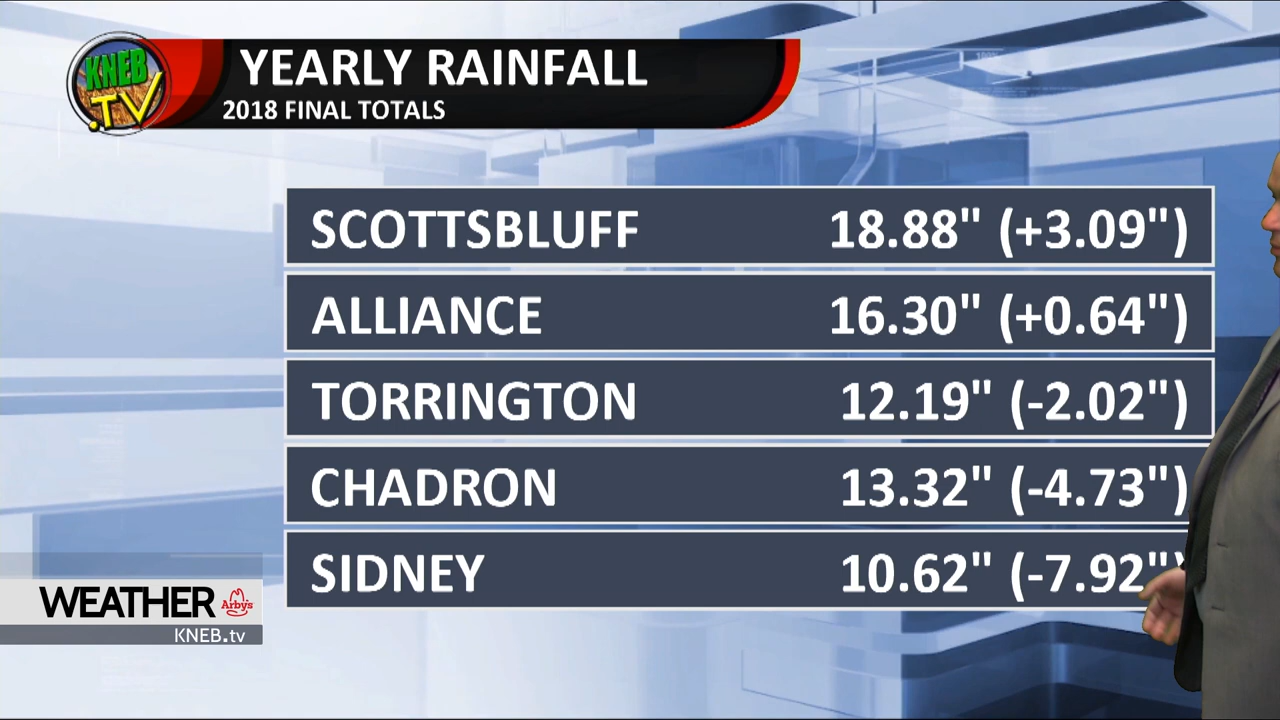 KNEB
.TV
YEARLY RAINFALL
2018 FINAL TOTALS
SCOTTSBLUFF 18.88" (+3.09")
ALLIANCE 16.30" (+0.64")
TORRINGTON 12.19" (-2.02")
CHADRON 13.32" (-4.73")
SIDNEY 10.62" (-7.92")
WEATHER Arby's
KNEB.tv